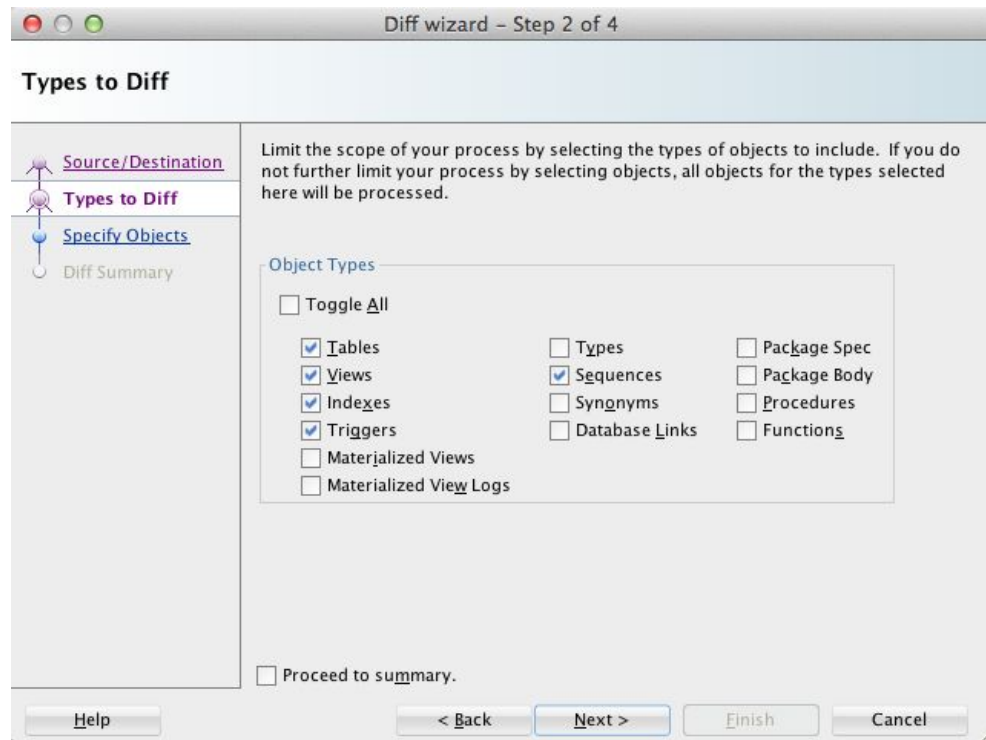 Diff wizard – Step 2 of 4
Types to Diff
Source/Destination
Types to Diff
Specify Objects
Diff Summary
Limit the scope of your process by selecting the types of objects to include. If you do
not further limit your process by selecting objects, all objects for the types selected
here will be processed.
Object Types
Toggle All
Tables
Types
Package Spec
Views
Sequences
Package Body
Indexes
Synonyms
Procedures
Triggers
Database Links
Functions
Materialized Views
Materialized View Logs
Proceed to summary.
Help
< Back
Next >
Finish
Cancel